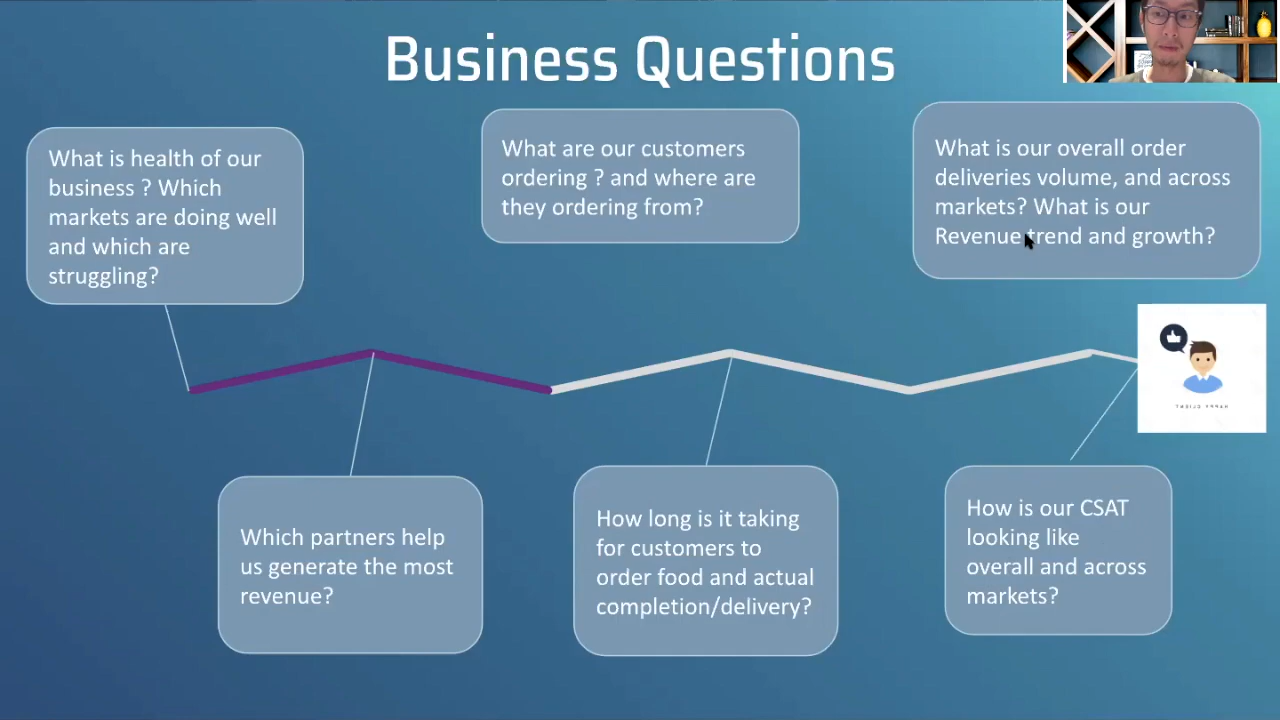 Business Questions
What is health of our
business ? Which
markets are doing well
and which are
struggling?
What are our customers
ordering ? and where are
they ordering from?
What is our overall order
deliveries volume, and across
markets? What is our
Revenue trend and growth?
Which partners help
us generate the most
revenue?
How long is it taking
for customers to
order food and actual
completion/delivery?
How is our CSAT
looking like
overall and across
markets?